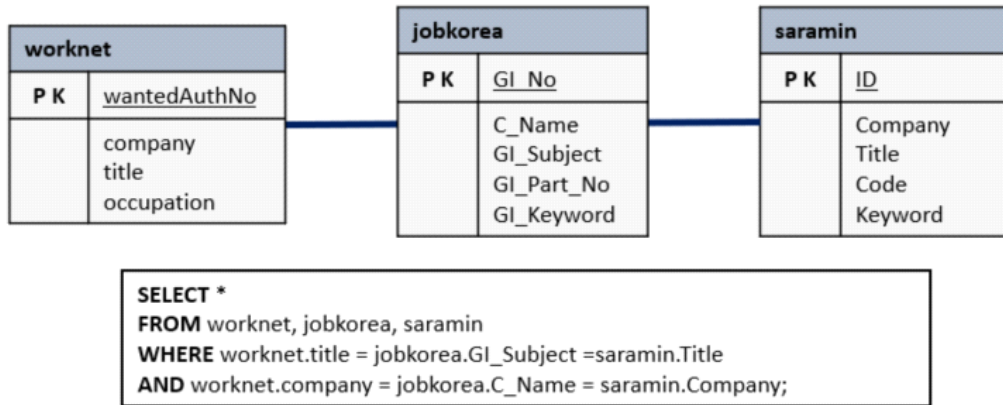 worknet
P K wantedAuthNo
company
title
occupation
jobkorea
P K GI_No
C_Name
GI_Subject
GI_Part_No
GI_Keyword
saramin
P K ID
Company
Title
Code
Keyword
SELECT *
FROM worknet, jobkorea, saramin
WHERE worknet.title = jobkorea.GI_Subject =saramin.Title
AND worknet.company = jobkorea.C_Name = saramin.Company;